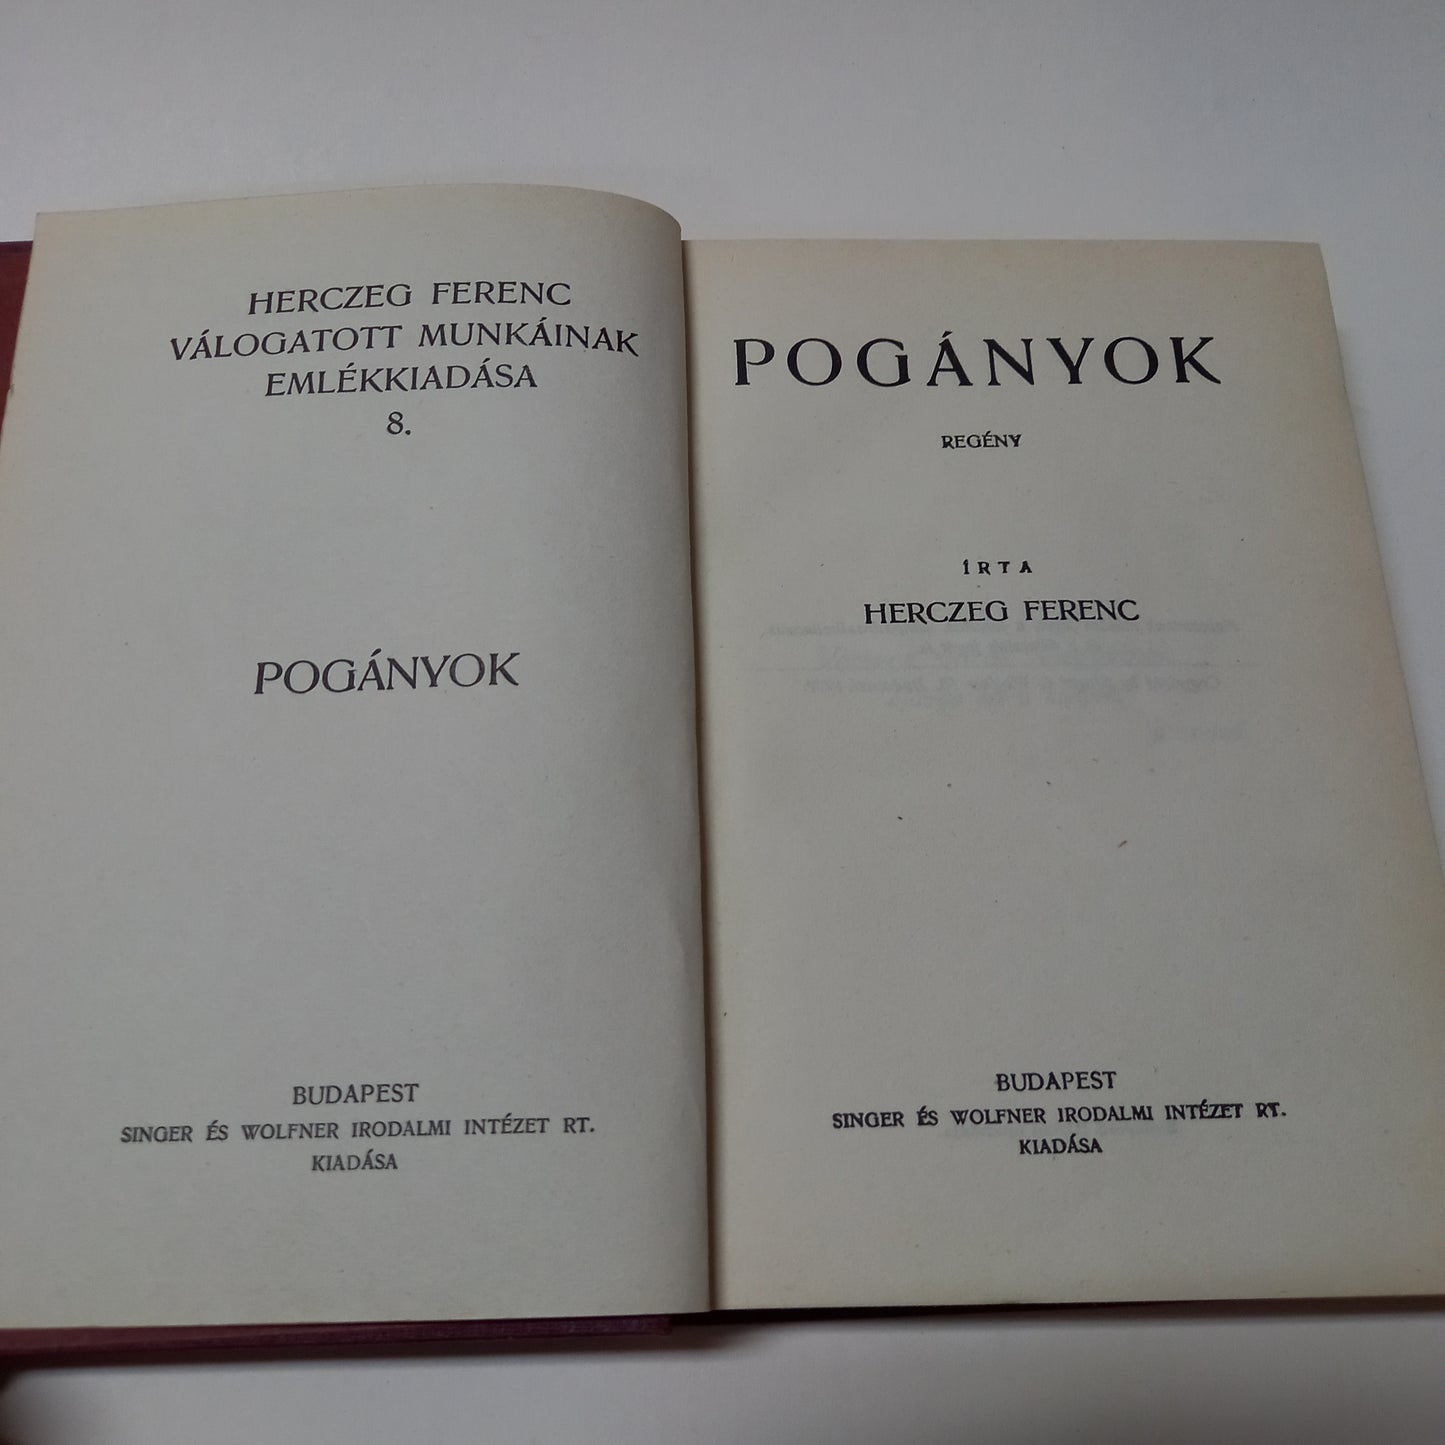 HERCZEG FERENC
VÁLOGATOTT MUNKÁINAK
EMLÉKKIADÁSA
8.
POGÁNYOK
BUDAPEST
SINGER ÉS WOLFNER IRODALMI INTÉZET RT.
KIADÁSA
POGÁNYOK
REGÉNY
ÍRTA
HERCZEG FERENC
BUDAPEST
SINGER ÉS WOLFNER IRODALMI INTÉZET RT.
KIADÁSA